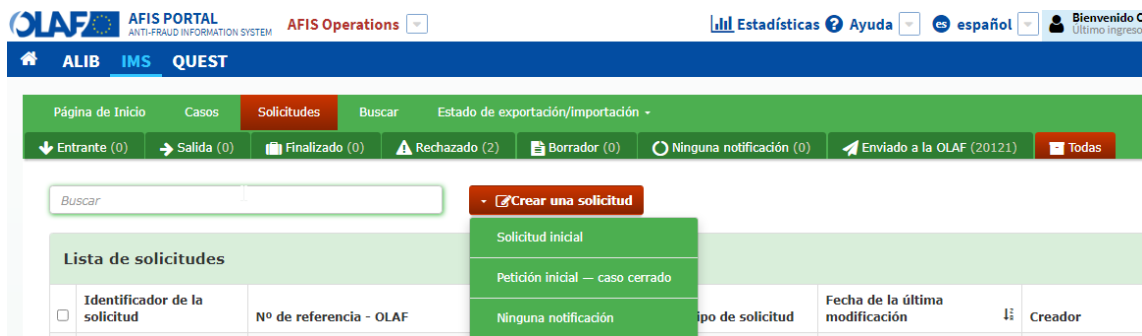 OLAF AFIS PORTAL
ANTI-FRAUD INFORMATION SYSTEM
AFIS Operations
Estadísticas Ayuda es español Bienvenido
Último ingreso
ALIB IMS QUEST
Página de Inicio Casos Solicitudes Buscar Estado de exportación/importación
Entrante (0) Salida (0) Finalizado (0) Rechazado (2) Borrador (0) Ninguna notificación (0) Enviado a la OLAF (20121) Todas
Buscar Crear una solicitud
Solicitud inicial
Lista de solicitudes
Petición inicial — caso cerrado
Identificador de la
solicitud
Nº de referencia - OLAF
Ninguna notificación
ipo de solicitud
Fecha de la última
modificación
Creador